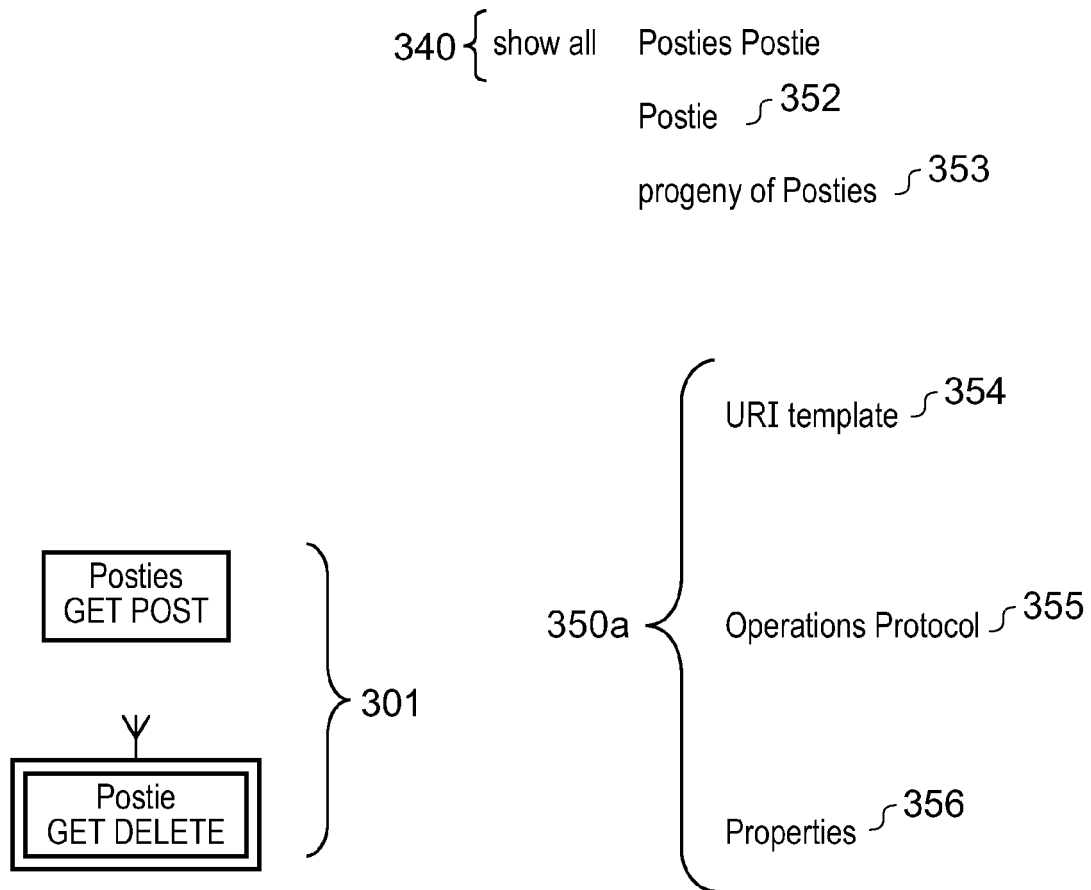 340 show all Posties Postie
Postie 352
progeny of Posties 353
URI template 354
Posties
GET POST
350a Operations Protocol 355
301
Postie
GET DELETE
Properties 356